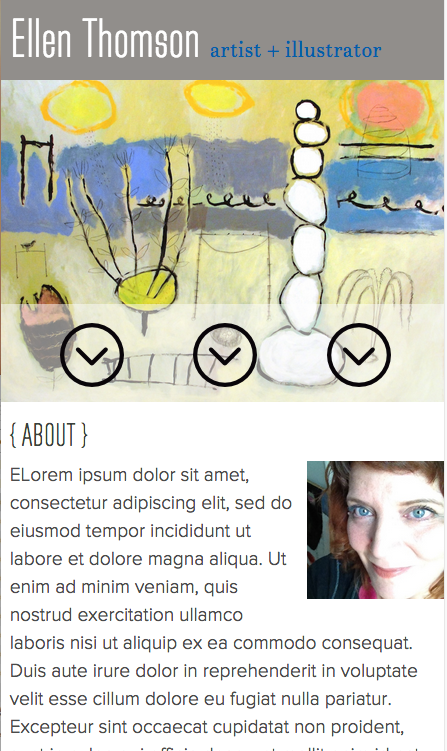 Ellen Thomson artist + illustrator
{ ABOUT }
ELorem ipsum dolor sit amet,
consectetur adipiscing elit, sed do
eiusmod tempor incididunt ut
labore et dolore magna aliqua. Ut
enim ad minim veniam, quis
nostrud exercitation ullamco
laboris nisi ut aliquip ex ea commodo consequat.
Duis aute irure dolor in reprehenderit in voluptate
velit esse cillum dolore eu fugiat nulla pariatur.
Excepteur sint occaecat cupidatat non proident,